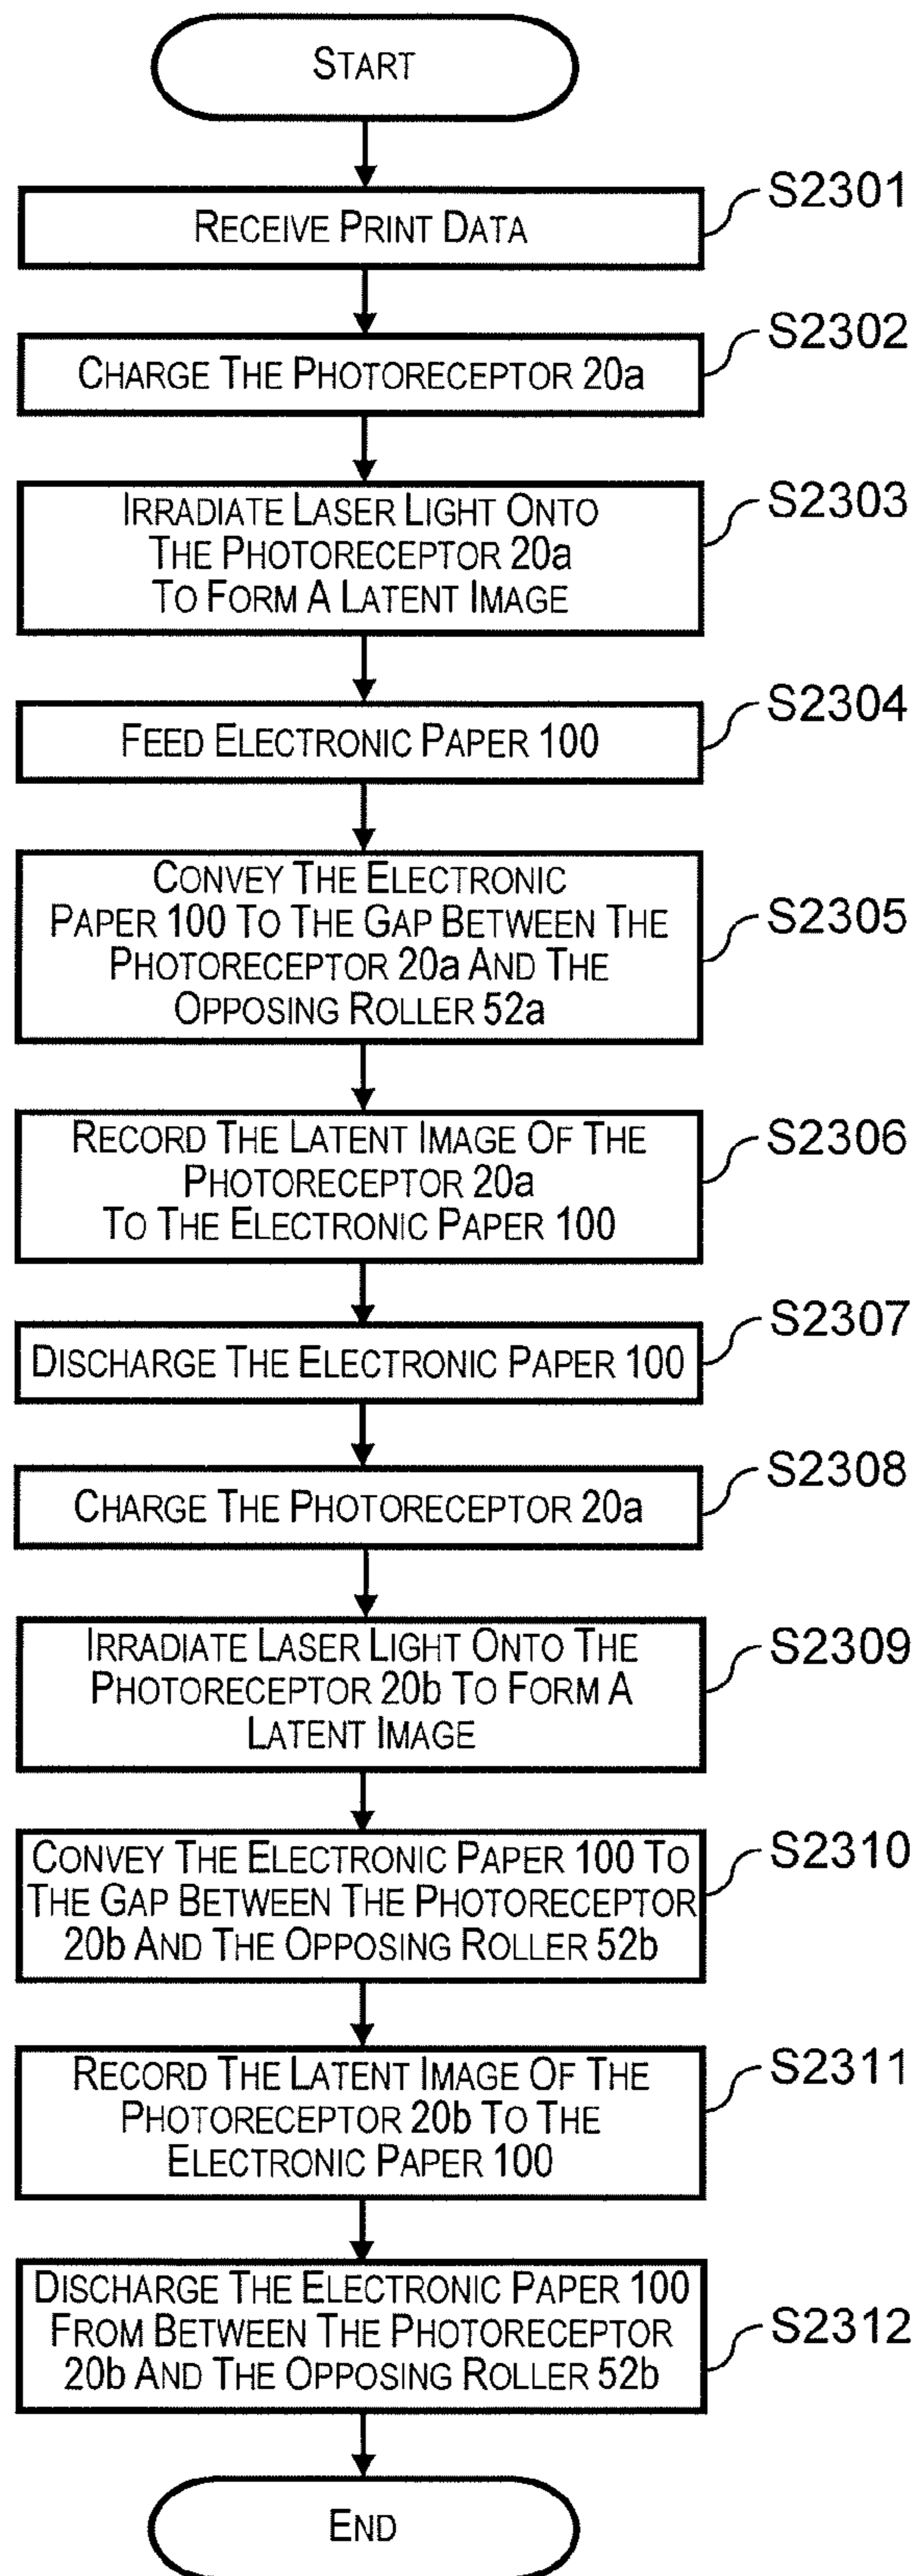 START
RECEIVE PRINT DATA
S2301
CHARGE THE PHOTORECEPTOR 20a
S2302
IRRADIATE LASER LIGHT ONTO
THE PHOTORECEPTOR 20a
TO FORM A LATENT IMAGE
S2303
FEED ELECTRONIC PAPER 100
S2304
CONVEY THE ELECTRONIC
PAPER 100 TO THE GAP BETWEEN THE
PHOTORECEPTOR 20a AND THE
OPPOSING ROLLER 52a
S2305
RECORD THE LATENT IMAGE OF THE
PHOTORECEPTOR 20a
TO THE ELECTRONIC PAPER 100
S2306
DISCHARGE THE ELECTRONIC PAPER 100
S2307
CHARGE THE PHOTORECEPTOR 20a
S2308
IRRADIATE LASER LIGHT ONTO THE
PHOTORECEPTOR 20b TO FORM A
LATENT IMAGE
S2309
CONVEY THE ELECTRONIC PAPER 100 TO
THE GAP BETWEEN THE PHOTORECEPTOR
20b AND THE OPPOSING ROLLER 52b
S2310
RECORD THE LATENT IMAGE OF THE
PHOTORECEPTOR 20b TO THE
ELECTRONIC PAPER 100
S2311
DISCHARGE THE ELECTRONIC PAPER 100
FROM BETWEEN THE PHOTORECEPTOR
20b AND THE OPPOSING ROLLER 52b
S2312
END